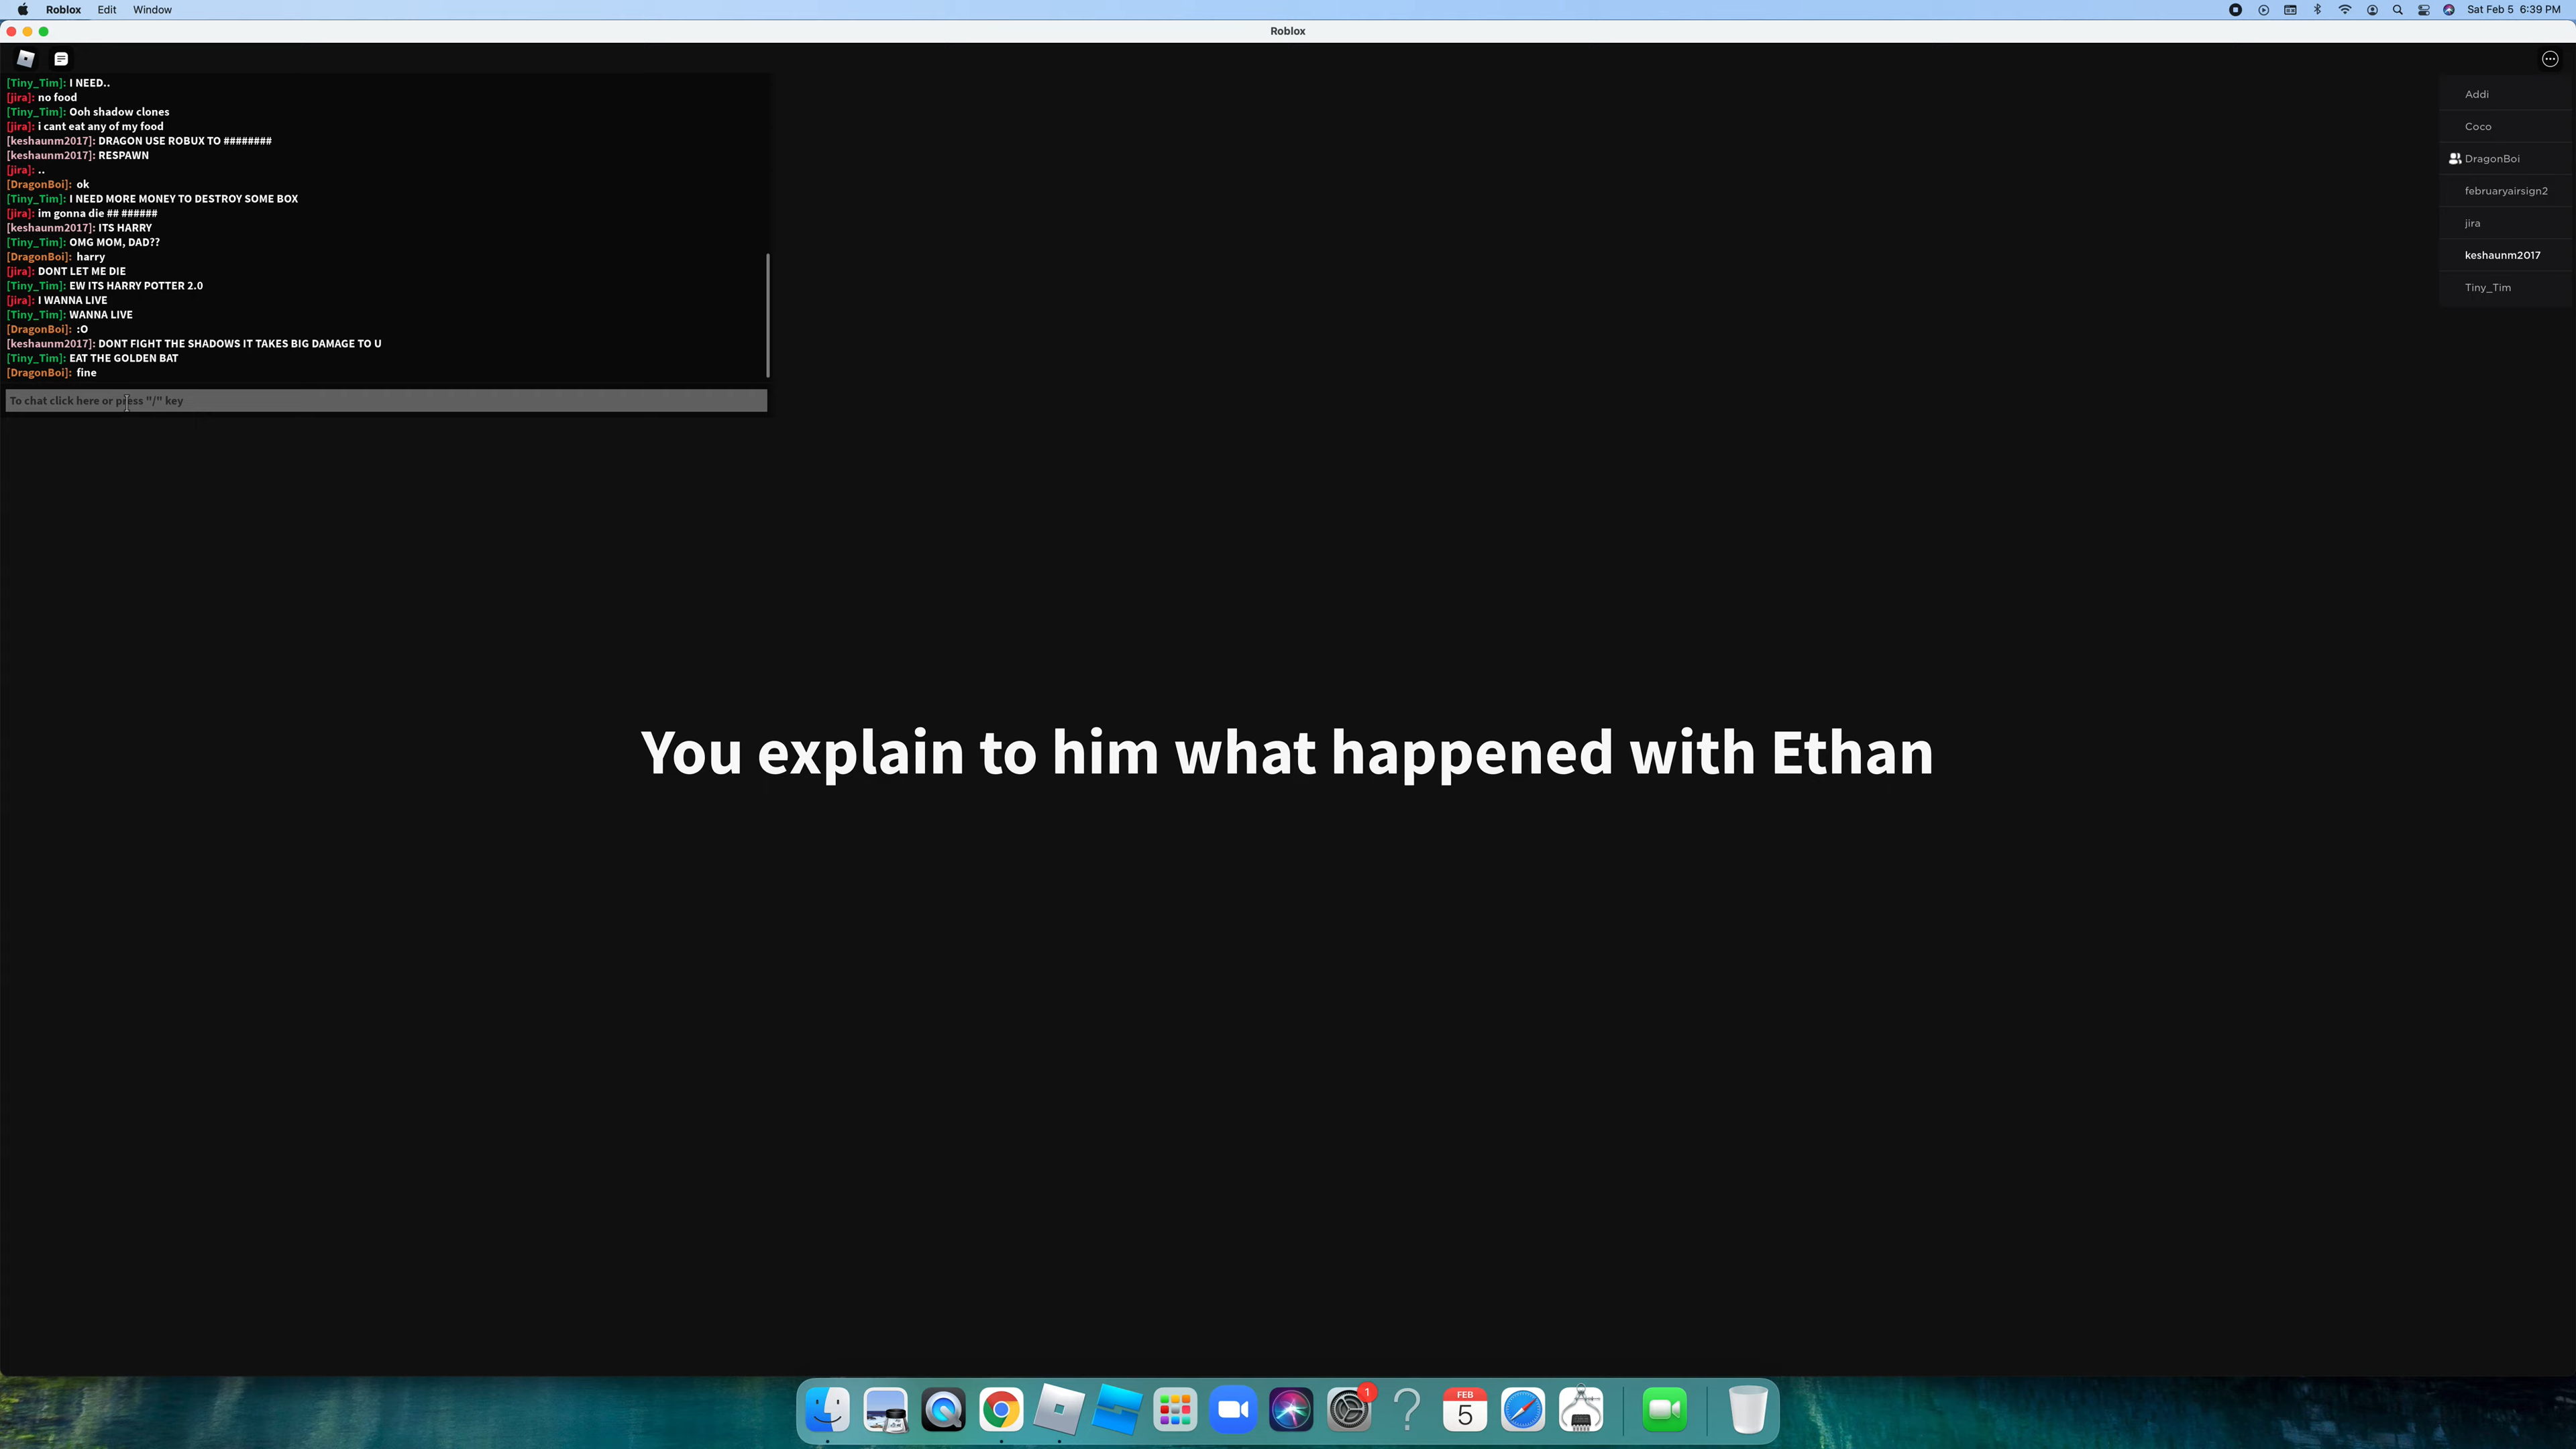 Roblox Edit Window
Sat Feb 5 6:39 PM
Roblox
[Tiny_Tim]: I NEED..
[jira]: no food
[Tiny_Tim]: Ooh shadow clones
[jira]: i cant eat any of my food
[keshaunm2017]: DRAGON USE ROBUX TO ########
[keshaunm2017]: RESPAWN
[jira]: ..
[DragonBoi]: ok
[Tiny_Tim]: I NEED MORE MONEY TO DESTROY SOME BOX
[jira]: im gonna die ## ######
[keshaunm2017]: ITS HARRY
[Tiny_Tim]: OMG MOM, DAD??
[DragonBoi]: harry
[jira]: DONT LET ME DIE
[Tiny_Tim]: EW ITS HARRY POTTER 2.0
[jira]: I WANNA LIVE
[Tiny_Tim]: WANNA LIVE
[DragonBoi]: :O
[keshaunm2017]: DONT FIGHT THE SHADOWS IT TAKES BIG DAMAGE TO U
[Tiny_Tim]: EAT THE GOLDEN BAT
[DragonBoi]: fine
To chat click here or press "/" key
Addi
Coco
DragonBoi
februaryairsign2
jira
keshaunm2017
Tiny_Tim
You explain to him what happened with Ethan
1
FEB
5